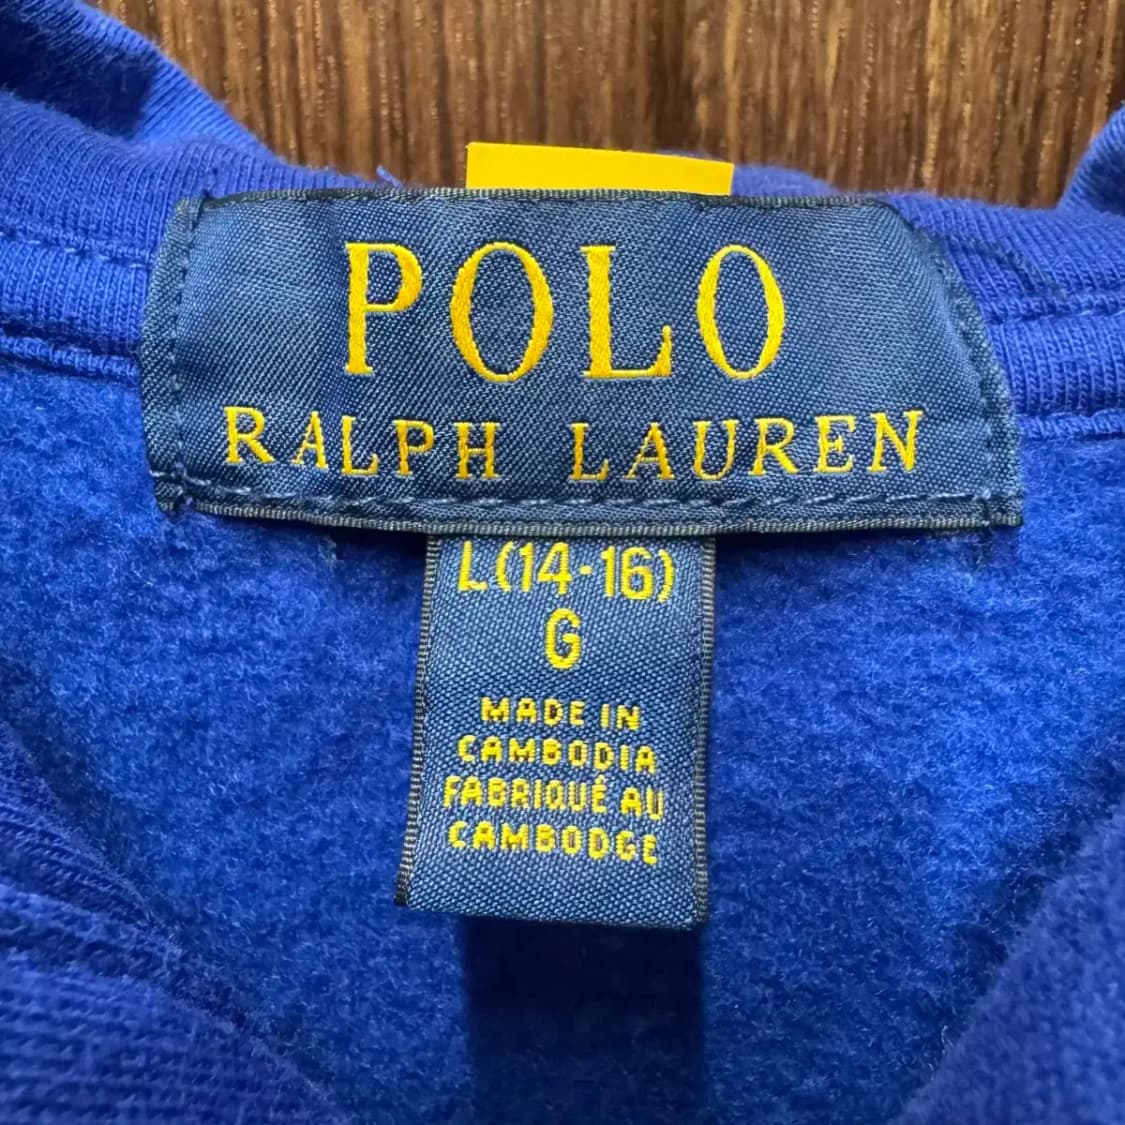 POLO
RALPH LAUREN
L(14-16)
G
MADE IN
CAMBODIA
FABRIQUÉ AU
CAMBODGE